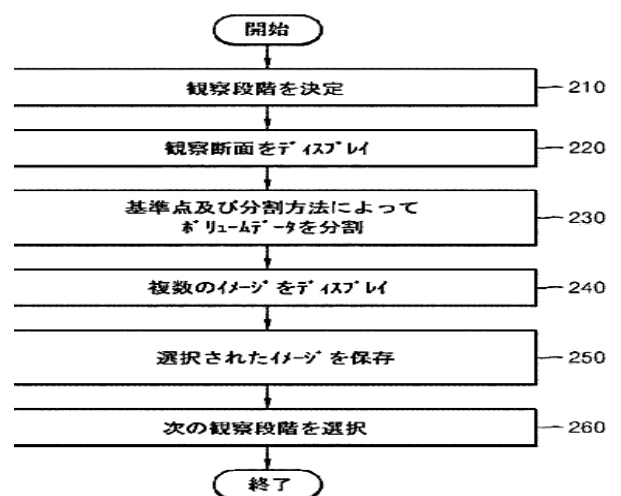 開始
観察段階を決定
210
観察断面をディスプレイ
220
基準点及び分割方法によって
ボリュームデータを分割
230
複数のイメージをディスプレイ
240
選択されたイメージを保存
250
次の観察段階を選択
260
終了